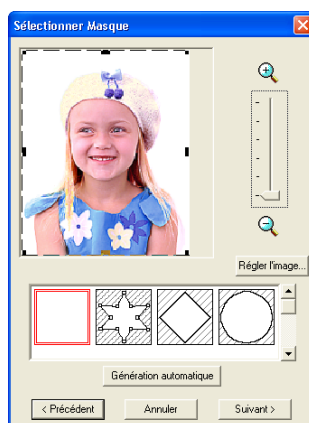 Sélectionner Masque
Régler l'image...
Génération automatique
< Précédent
Annuler
Suivant >